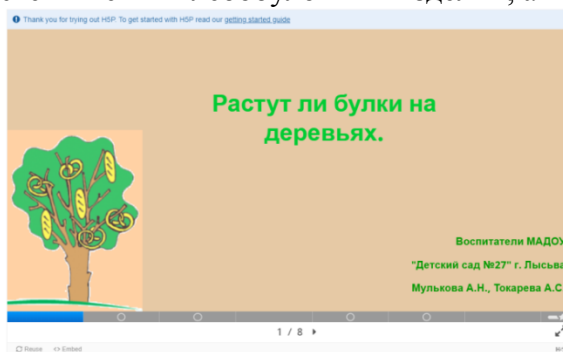 Thank you for trying out H5P. To get started with H5P read our getting started guide
Растут ли булки на
деревьях.
Воспитатели МАДОУ
"Детский сад №27" г. Лысьва
Мулькова А.Н., Токарева А.С
1 / 8
Reuse <> Embed